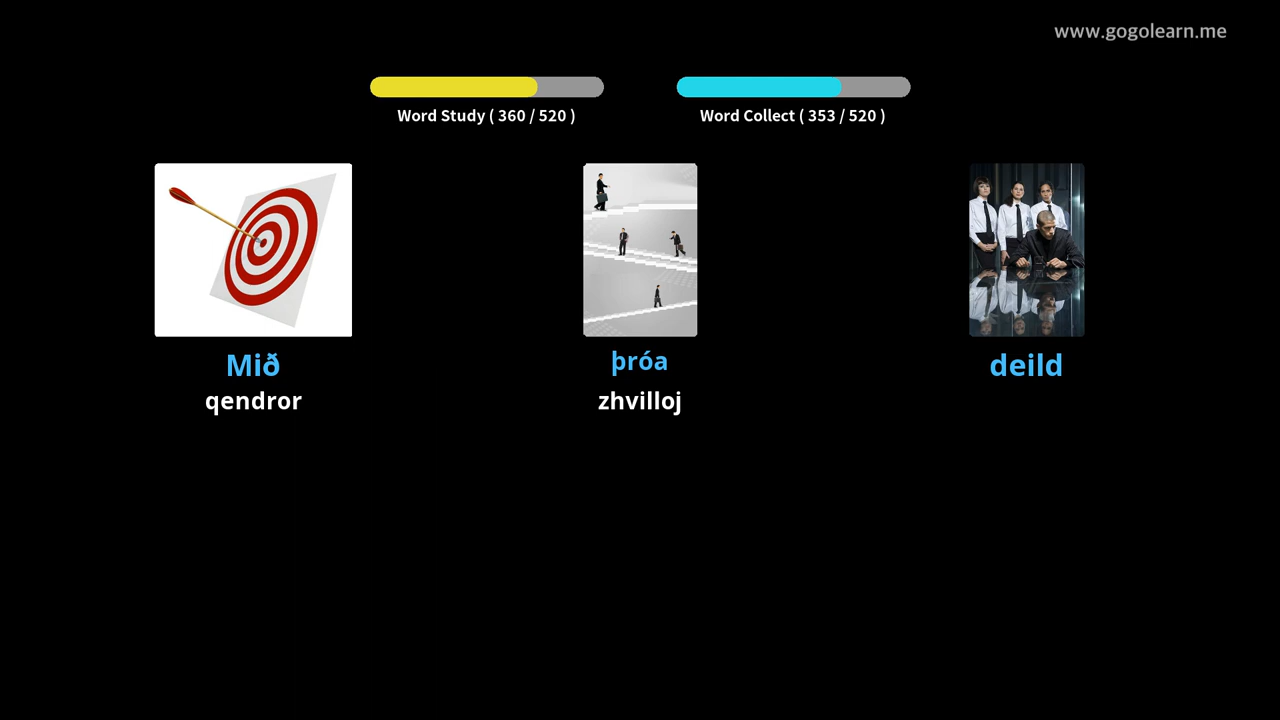 www.gogolearn.me
Word Study ( 360 / 520 )
Word Collect ( 353 / 520 )
Mið
þróa
deild
qendror
zhvilloj